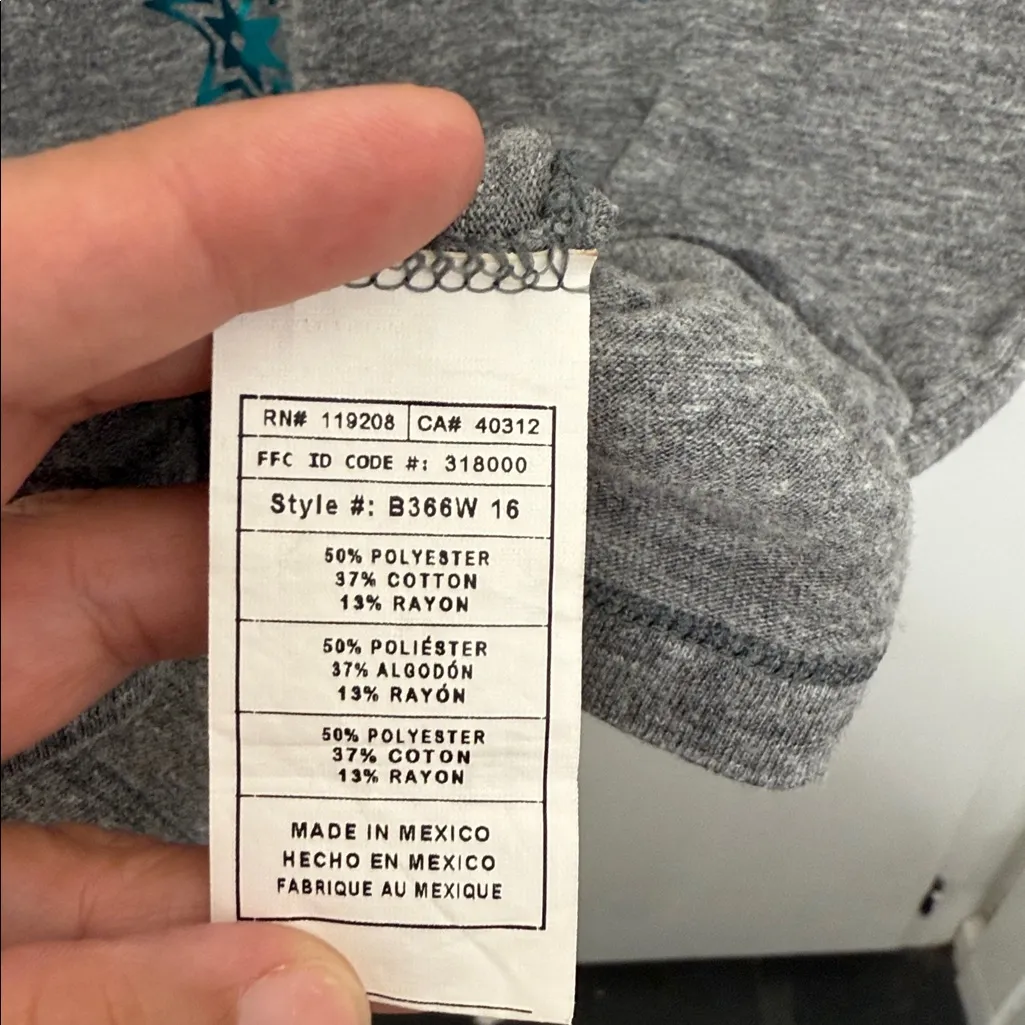 RN# 119208 CA# 40312
FFC ID CODE #: 318000
Style #: B366W 16
50% POLYESTER
37% COTTON
13% RAYON
50% POLIÉSTER
37% ALGODÓN
13% RAYÓN
50% POLYESTER
37% COTON
13% RAYON
MADE IN MEXICO
HECHO EN MEXICO
FABRIQUE AU MEXIQUE